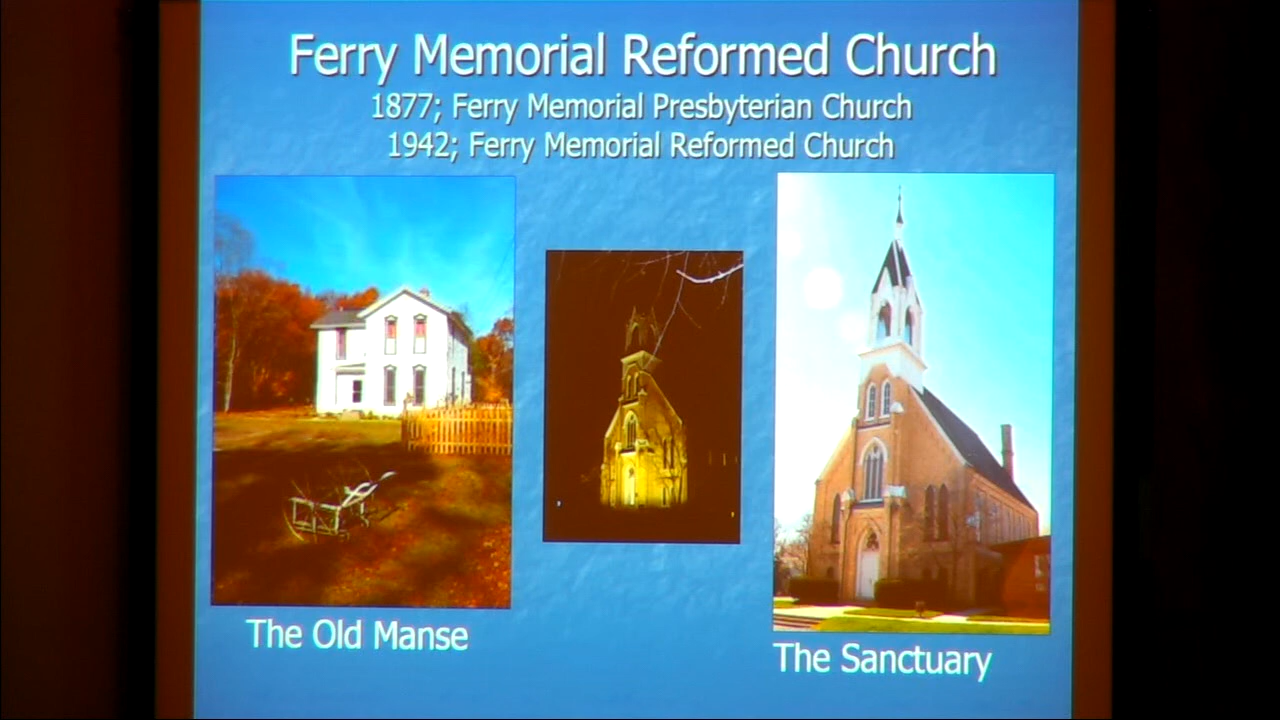 Ferry Memorial Reformed Church
1877; Ferry Memorial Presbyterian Church
1942; Ferry Memorial Reformed Church
The Old Manse
The Sanctuary